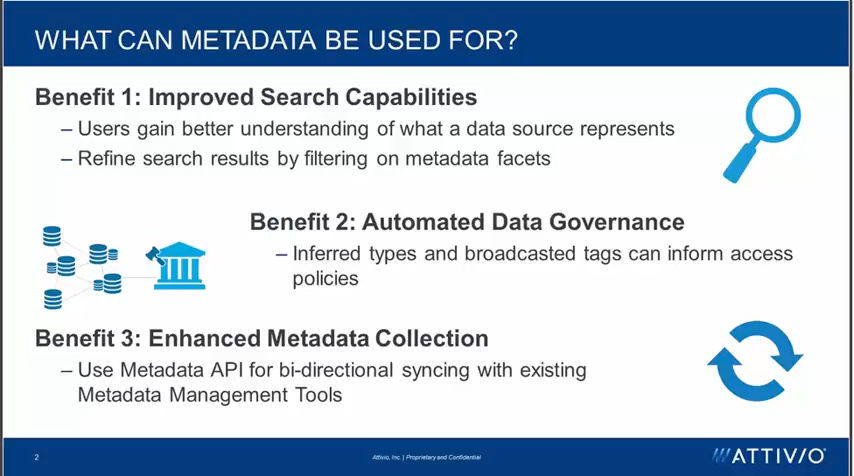 WHAT CAN METADATA BE USED FOR?
Benefit 1: Improved Search Capabilities
– Users gain better understanding of what a data source represents
– Refine search results by filtering on metadata facets
Benefit 2: Automated Data Governance
– Inferred types and broadcasted tags can inform access
policies
Benefit 3: Enhanced Metadata Collection
– Use Metadata API for bi-directional syncing with existing
Metadata Management Tools
2
Attivio, Inc. | Proprietary and Confidential
ATTIV/O